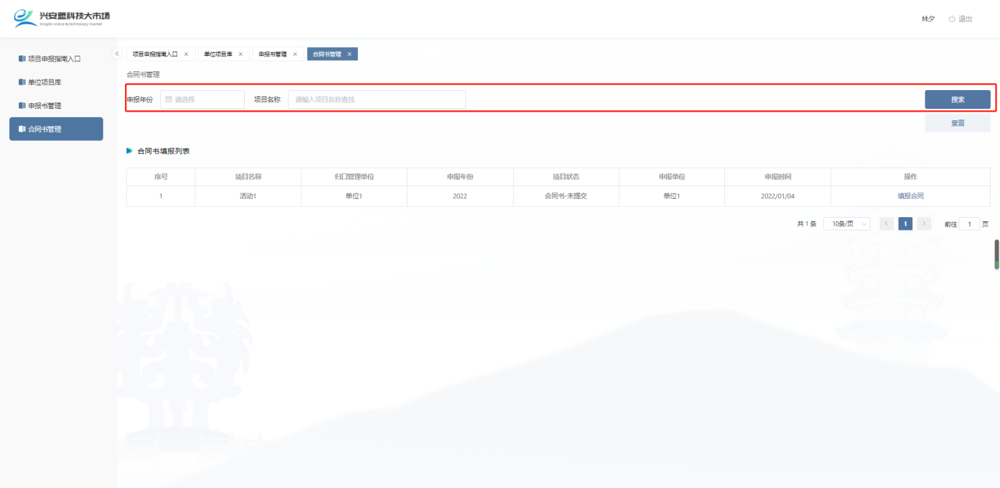 兴安盟科技大市场
XingAn sciece & technology market
林夕 退出
项目申报指南入口
单位项目库
申报书管理
合同书管理
项目申报指南入口 × 单位项目库 × 申报书管理 × 合同书管理 ×
合同书管理
申报年份 请选择 项目名称 请输入项目名称查找 搜索
重置
合同书填报列表
序号 项目名称 归口管理单位 申报年份 项目状态 申报单位 申报时间 操作
1 活动1 单位1 2022 合同书-未提交 单位1 2022/01/04 填报合同
共 1 条 10条/页 < 1 > 前往 1 页